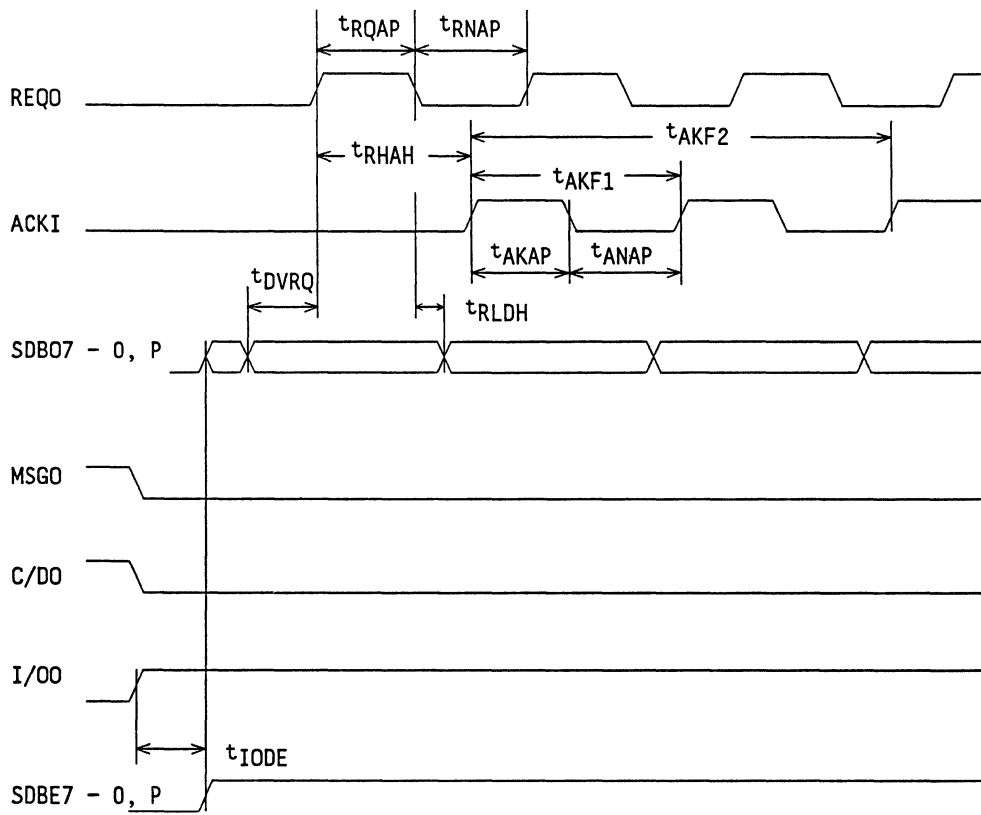 tRQAP
tRNAP
REQO
tAKF2
tRHAH
tAKF1
ACKI
tAKAP
tANAP
tDVRQ
tRLDH
SDBO7 - 0, P
MSGO
C/DO
I/OO
tIODE
SDBE7 - 0, P